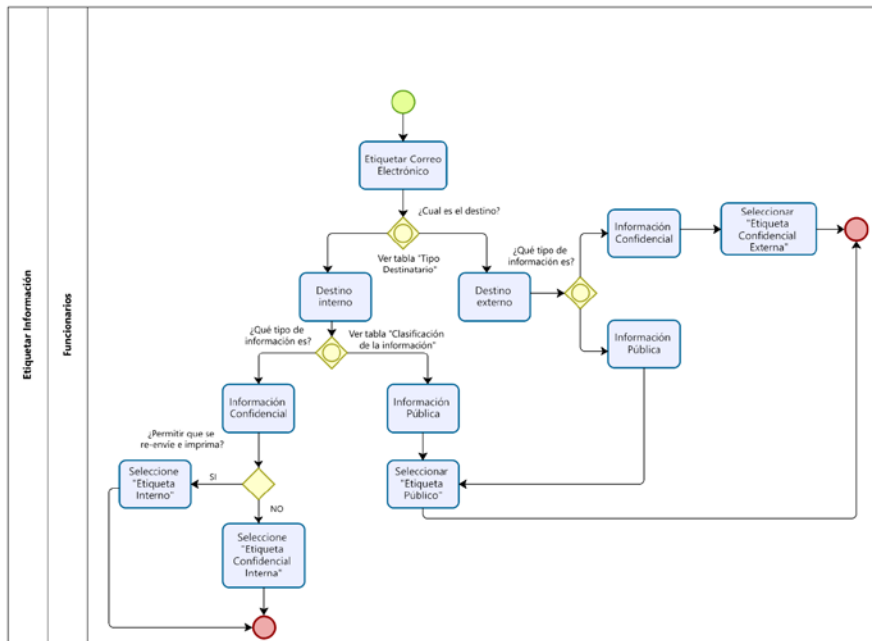 Etiquetar Información
Funcionarios
Etiquetar Correo
Electrónico
¿Cual es el destino?
Ver tabla "Tipo
Destinatario"
Destino
interno
Destino
externo
¿Qué tipo de
información es?
Información
Confidencial
Seleccionar
"Etiqueta
Confidencial
Externa"
Información
Pública
¿Qué tipo de
información es?
Ver tabla "Clasificación
de la información"
Información
Confidencial
Información
Pública
¿Permitir que se
re-envíe e imprima?
Seleccione
"Etiqueta
Interno"
SI
NO
Seleccionar
"Etiqueta
Público"
Seleccione
"Etiqueta
Confidencial
Interna"